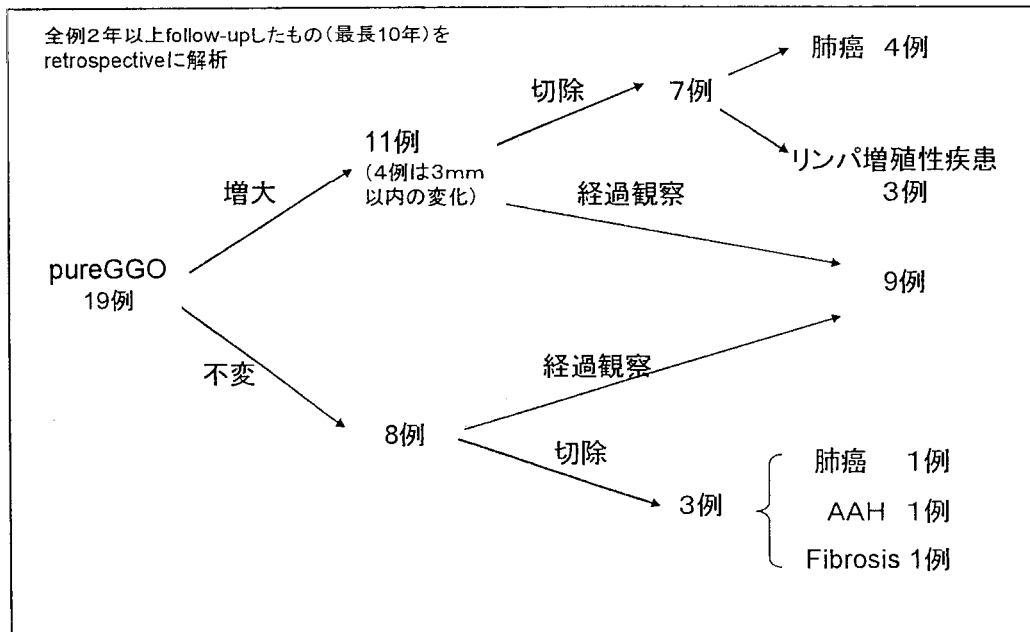 全例２年以上follow-upしたもの（最長10年）を
retrospectiveに解析
pureGGO
19例
増大
11例
（４例は３ｍｍ
以内の変化）
切除
７例
肺癌 ４例
リンパ増殖性疾患
３例
経過観察
9例
不変
8例
経過観察
切除
３例
肺癌 １例
ＡＡＨ １例
Fibrosis １例